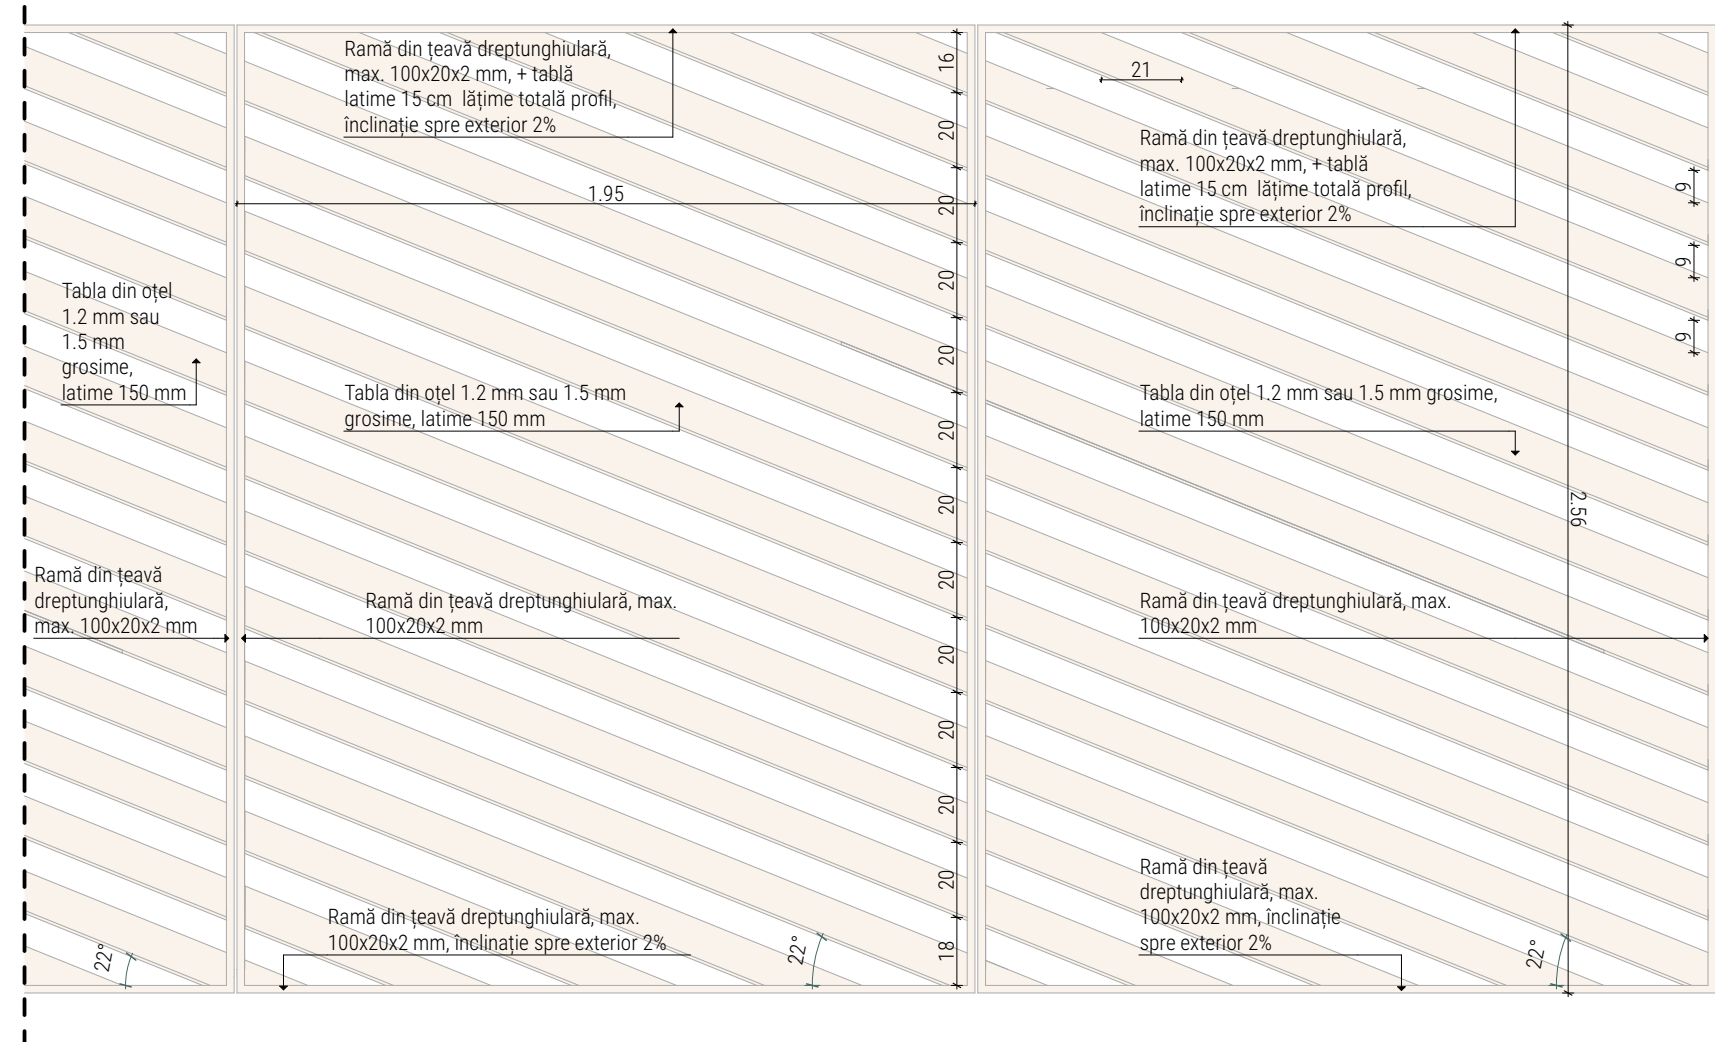 Ramă din țeavă dreptunghiulară,
max. 100x20x2 mm, + tablă
latime 15 cm  lățime totală profil,
înclinație spre exterior 2%
16
20
20
20
20
20
20
20
20
20
20
20
18
1.95
21
Ramă din țeavă dreptunghiulară,
max. 100x20x2 mm, + tablă
latime 15 cm  lățime totală profil,
înclinație spre exterior 2%
9
9
9
Tabla din oțel
1.2 mm sau
1.5 mm
grosime,
latime 150 mm
Tabla din oțel 1.2 mm sau 1.5 mm
grosime, latime 150 mm
Tabla din oțel 1.2 mm sau 1.5 mm grosime,
latime 150 mm
2.56
Ramă din țeavă
dreptunghiulară,
max. 100x20x2 mm
Ramă din țeavă dreptunghiulară, max.
100x20x2 mm
Ramă din țeavă dreptunghiulară, max.
100x20x2 mm
Ramă din țeavă dreptunghiulară, max.
100x20x2 mm, înclinație spre exterior 2%
Ramă din țeavă
dreptunghiulară, max.
100x20x2 mm, înclinație
spre exterior 2%
22°
22°
22°